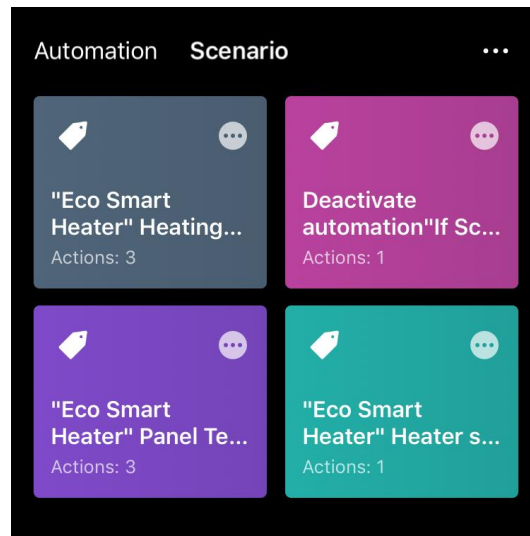 Automation Scenario
"Eco Smart
Heater" Heating...
Actions: 3
Deactivate
automation"If Sc...
Actions: 1
"Eco Smart
Heater" Panel Te...
Actions: 3
"Eco Smart
Heater" Heater s...
Actions: 1